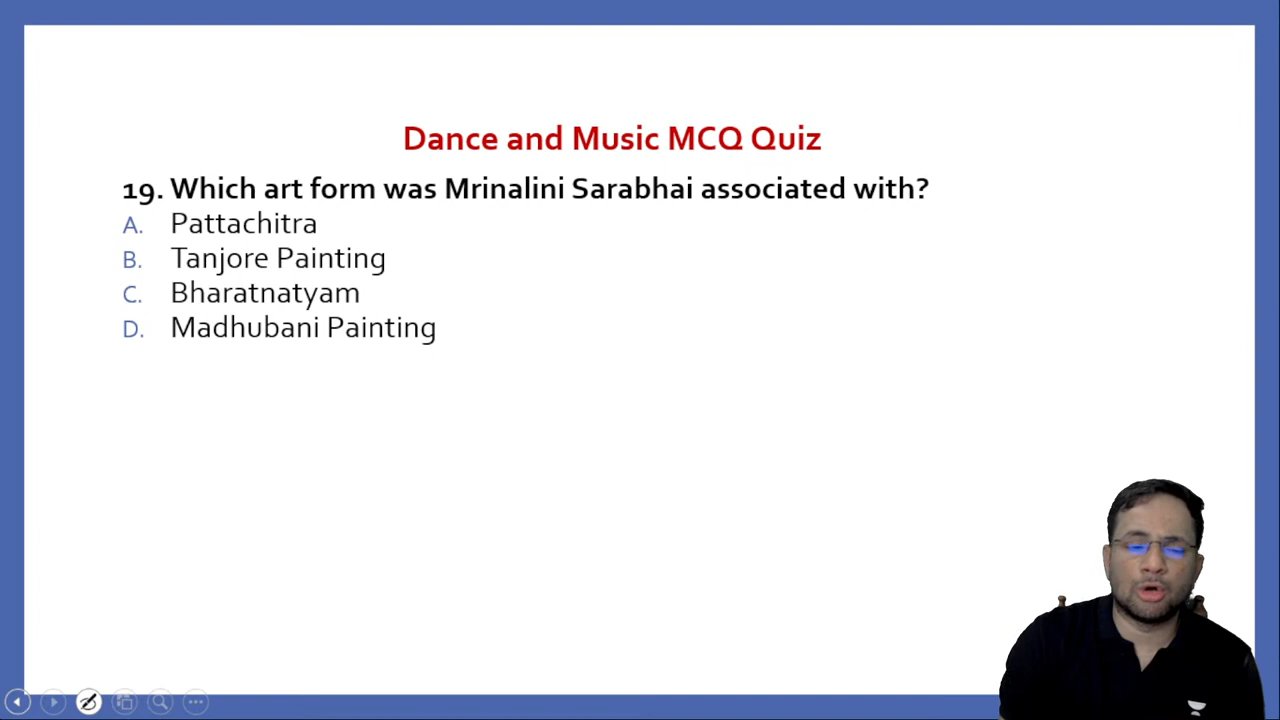 Dance and Music MCQ Quiz
19. Which art form was Mrinalini Sarabhai associated with?
A. Pattachitra
B. Tanjore Painting
C. Bharatnatyam
D. Madhubani Painting